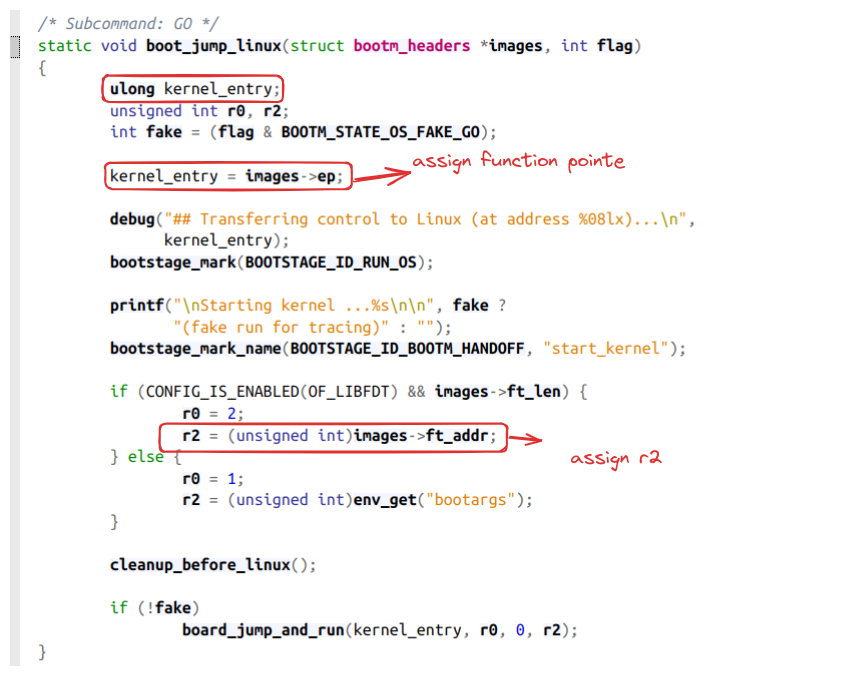 /* Subcommand: GO */
static void boot_jump_linux(struct bootm_headers *images, int flag)
{
ulong kernel_entry;
unsigned int r0, r2;
int fake = (flag & BOOTM_STATE_OS_FAKE_GO);
assign function pointe
kernel_entry = images->ep;
debug("## Transferring control to Linux (at address %08lx)...\n",
kernel_entry);
bootstage_mark(BOOTSTAGE_ID_RUN_OS);
printf("\nStarting kernel ...%s\n\n", fake ?
"(fake run for tracing)" : "");
bootstage_mark_name(BOOTSTAGE_ID_BOOTM_HANDOFF, "start_kernel");
if (CONFIG_IS_ENABLED(OF_LIBFDT) && images->ft_len) {
r0 = 2;
r2 = (unsigned int)images->ft_addr;
} else {
assign r2
r0 = 1;
r2 = (unsigned int)env_get("bootargs");
}
cleanup_before_linux();
if (!fake)
board_jump_and_run(kernel_entry, r0, 0, r2);
}